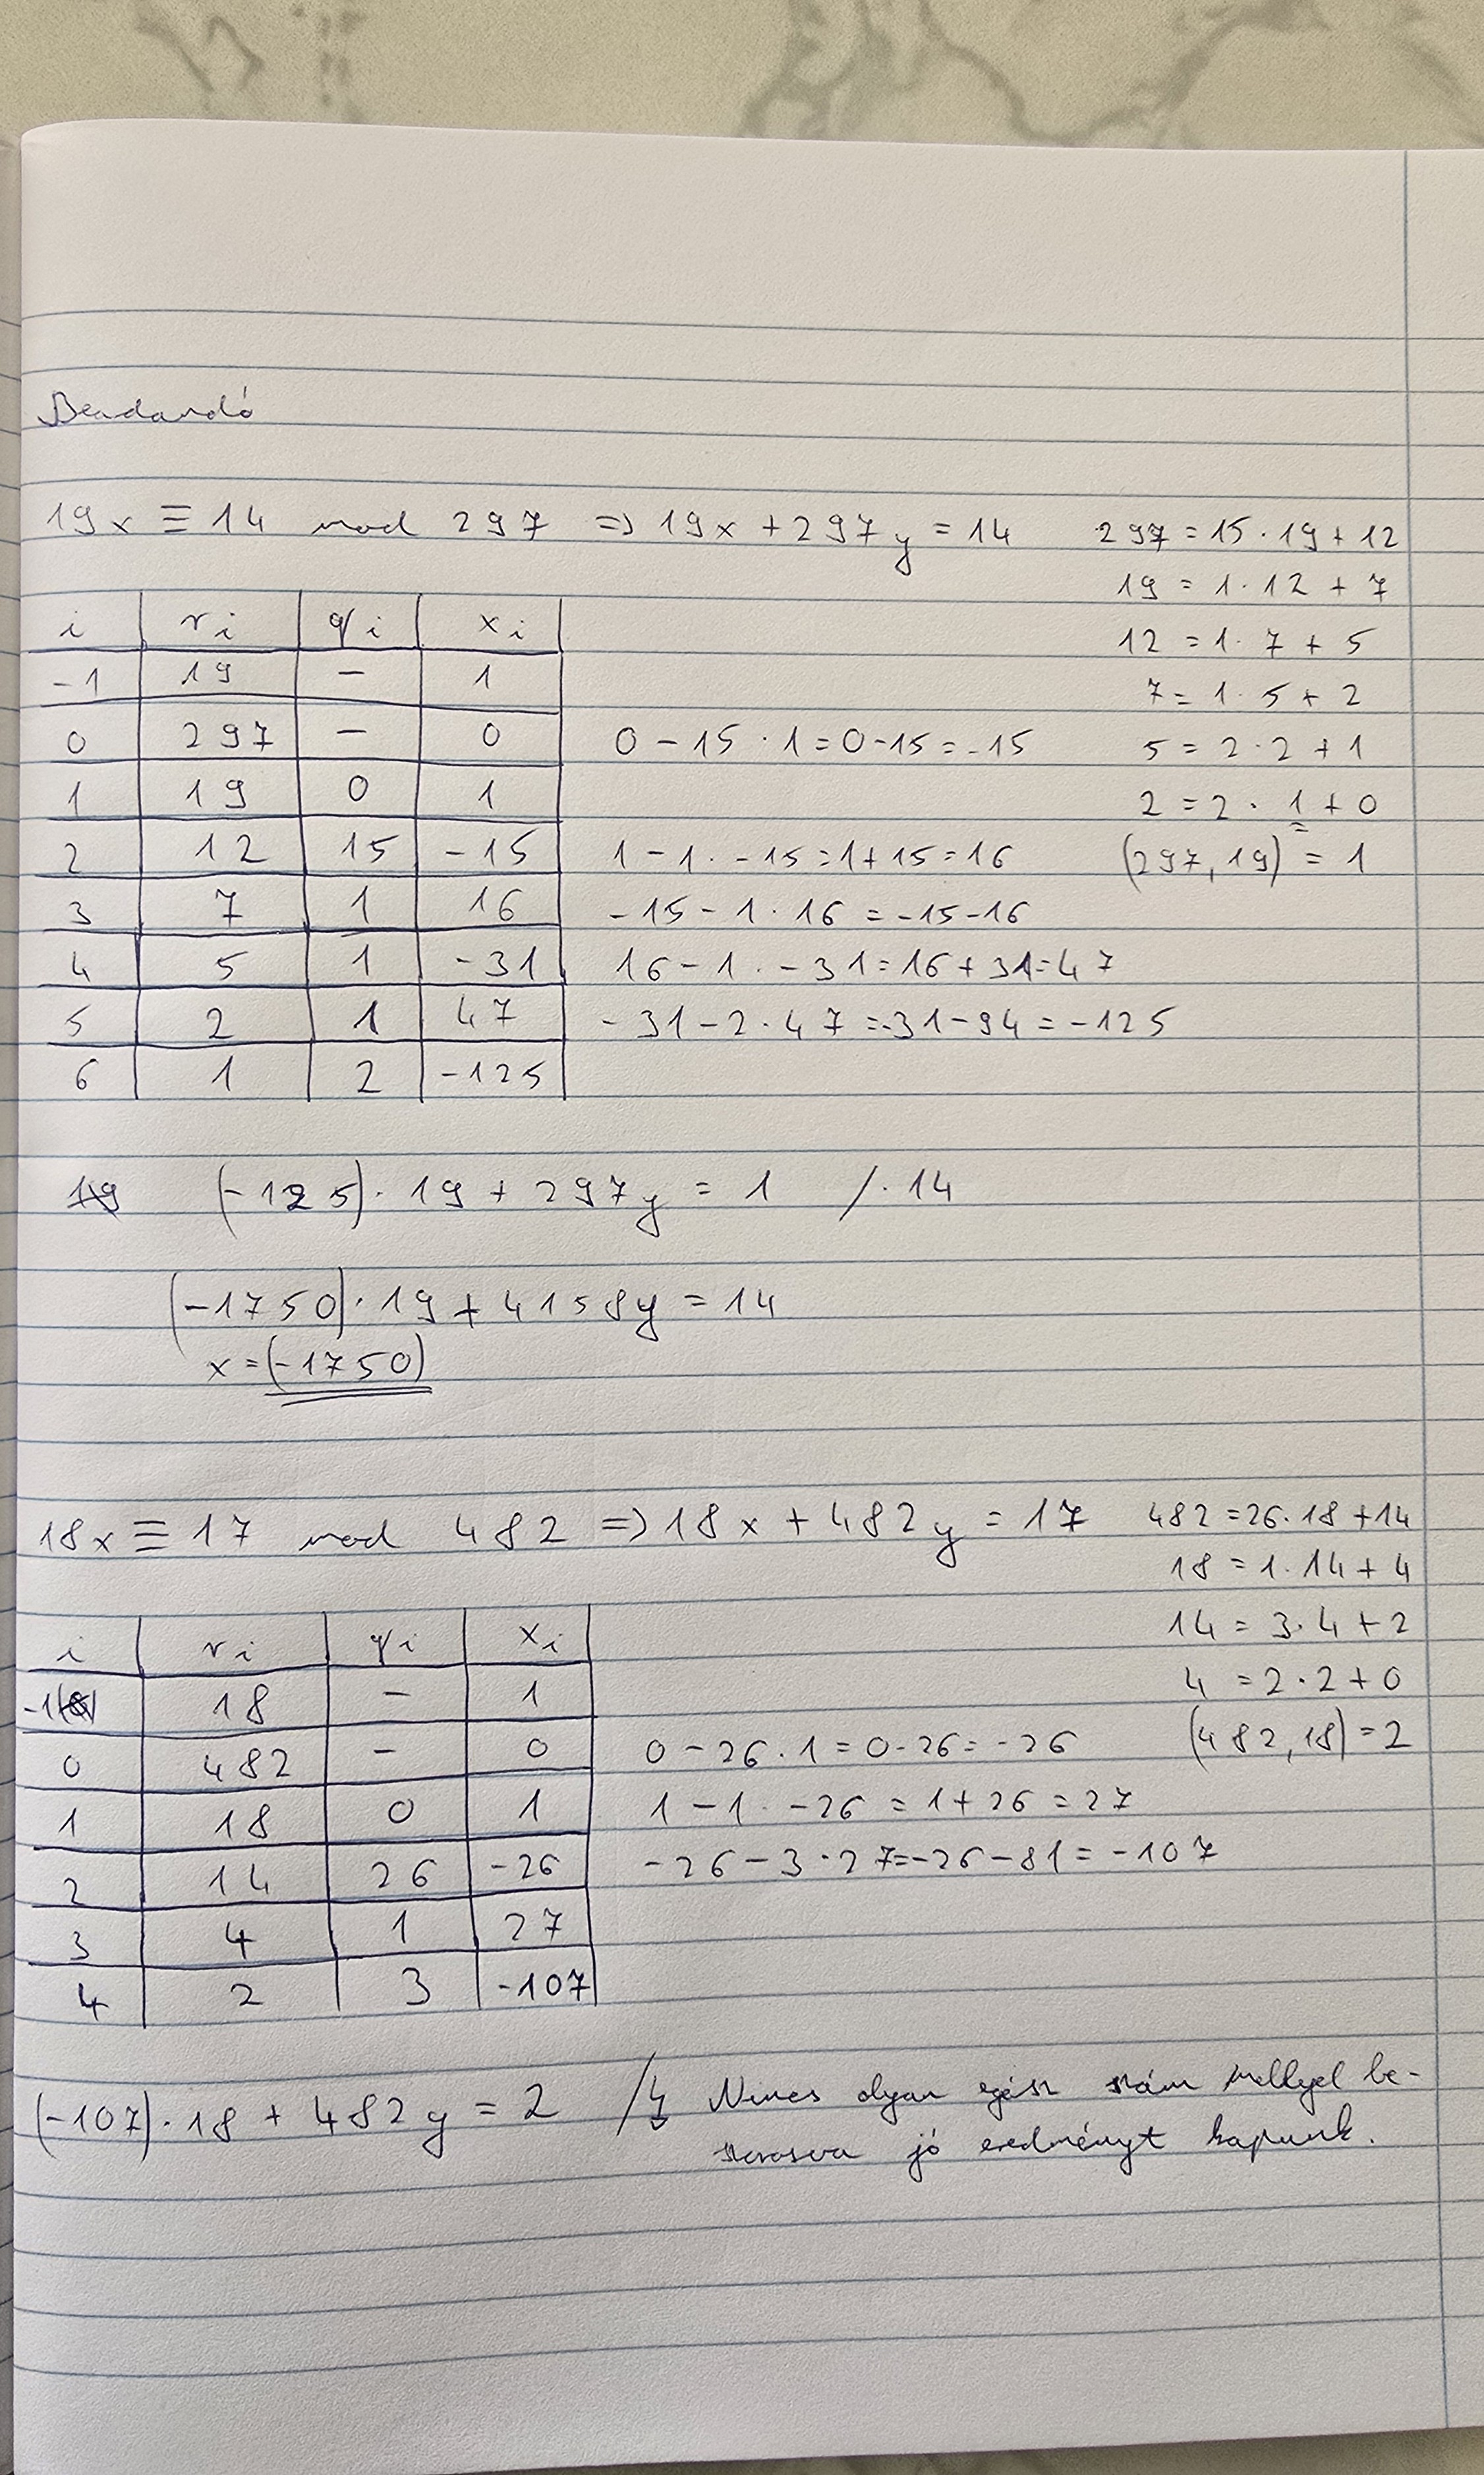 Beadandó
19x ≡ 14 mod 297 => 19x + 297y = 14 297 = 15 · 19 + 12
19 = 1 · 12 + 7
i ri qi xi 12 = 1 · 7 + 5
-1 19 – 1 7 = 1 · 5 + 2
0 297 – 0 0 - 15 · 1 = 0-15 = -15 5 = 2 · 2 + 1
1 19 0 1 2 = 2 · 1 + 0
2 12 15 -15 1 - 1 · -15 = 1 + 15 = 16 (297, 19) = 1
3 7 1 16 -15 - 1 · 16 = -15 - 16
4 5 1 -31 16 - 1 · -31 = 16 + 31 = 47
5 2 1 47 -31 - 2 · 47 = -31 - 94 = -125
6 1 2 -125
19 (-125) · 19 + 297y = 1 / · 14
(-1750) · 19 + 4158y = 14
x = (-1750)
18x ≡ 17 mod 482 => 18x + 482y = 17 482 = 26 · 18 + 14
18 = 1 · 14 + 4
i ri qi xi 14 = 3 · 4 + 2
-1 18 – 1 4 = 2 · 2 + 0
0 482 – 0 0 - 26 · 1 = 0 - 26 = -26 (482, 18) = 2
1 18 0 1 1 - 1 · -26 = 1 + 26 = 27
2 14 26 -26 -26 - 3 · 27 = -26 - 81 = -107
3 4 1 27
4 2 3 -107
(-107) · 18 + 482y = 2 /↯ Nincs olyan egész szám mellyel be-
szorozva jó eredményt kapunk.